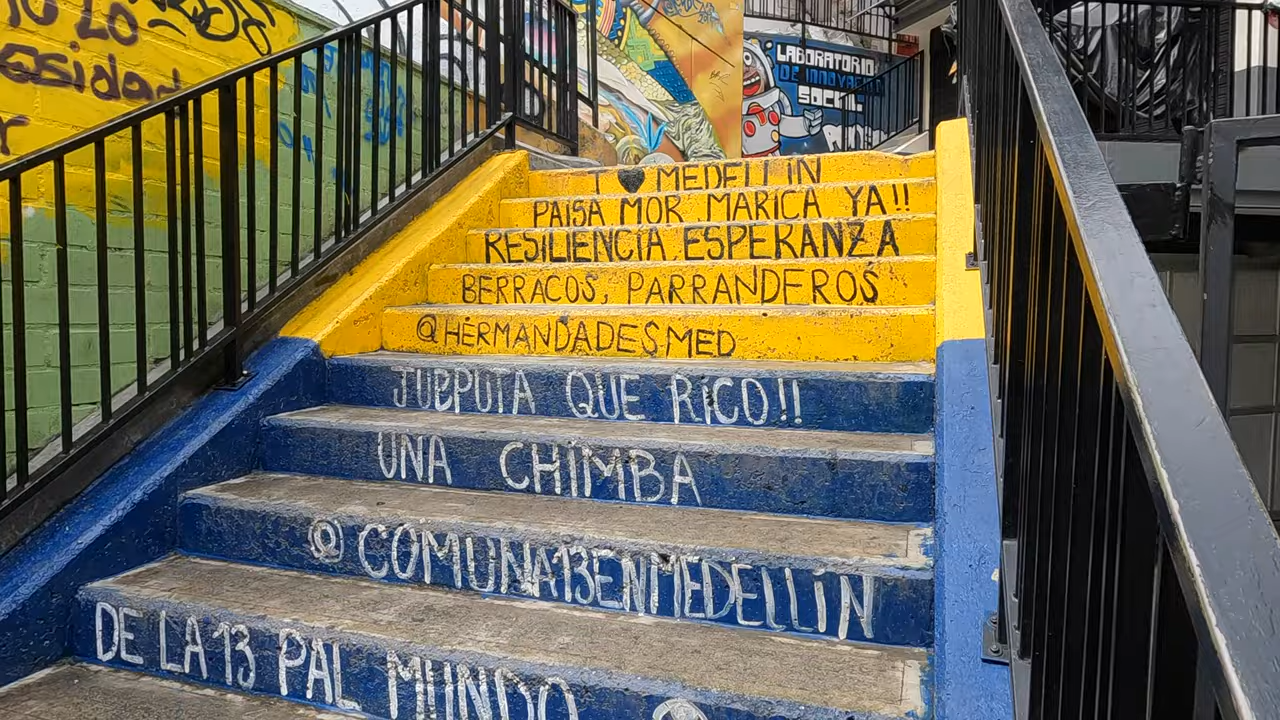 LABORATORIO
DE INNOVACIÓN
SOCIAL
I ♥ MEDELLIN
PAISA MOR MARICA YA!!
RESILIENCIA ESPERANZA
BERRACOS, PARRANDEROS
@HERMANDADESMED
JUEPUTA QUE RICO!!
UNA CHIMBA
@COMUNA13ENMEDELLÍN
DE LA 13 PAL MUNDO